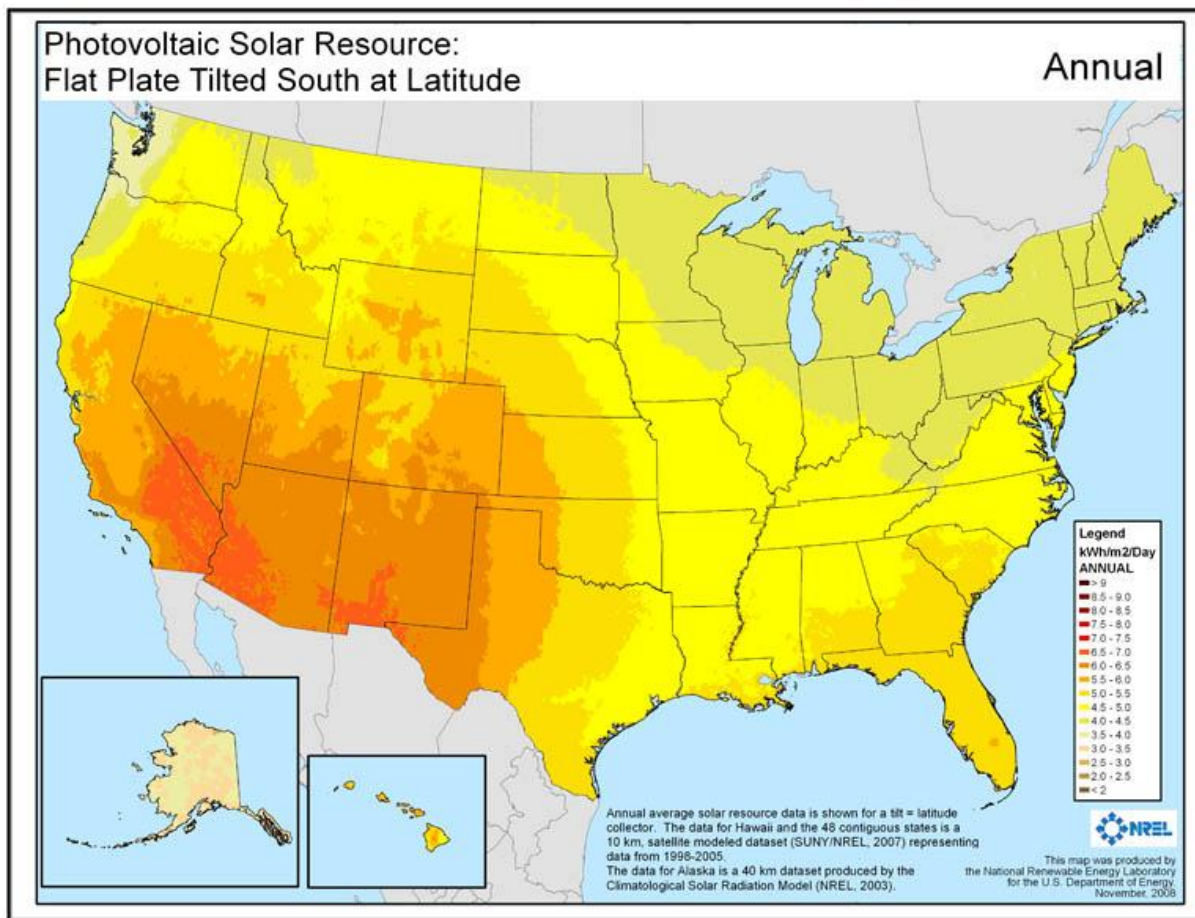 Photovoltaic Solar Resource:
Flat Plate Tilted South at Latitude
Annual
Legend
kWh/m2/Day
ANNUAL
> 9
8.5 - 9.0
8.0 - 8.5
7.5 - 8.0
7.0 - 7.5
6.5 - 7.0
6.0 - 6.5
5.5 - 6.0
5.0 - 5.5
4.5 - 5.0
4.0 - 4.5
3.5 - 4.0
3.0 - 3.5
2.5 - 3.0
2.0 - 2.5
< 2
Annual average solar resource data is shown for a tilt = latitude
collector. The data for Hawaii and the 48 contiguous states is a
10 km, satellite modeled dataset (SUNY/NREL, 2007) representing
data from 1998-2005.
The data for Alaska is a 40 km dataset produced by the
Climatological Solar Radiation Model (NREL, 2003).
NREL
This map was produced by
the National Renewable Energy Laboratory
for the U.S. Department of Energy.
November, 2008